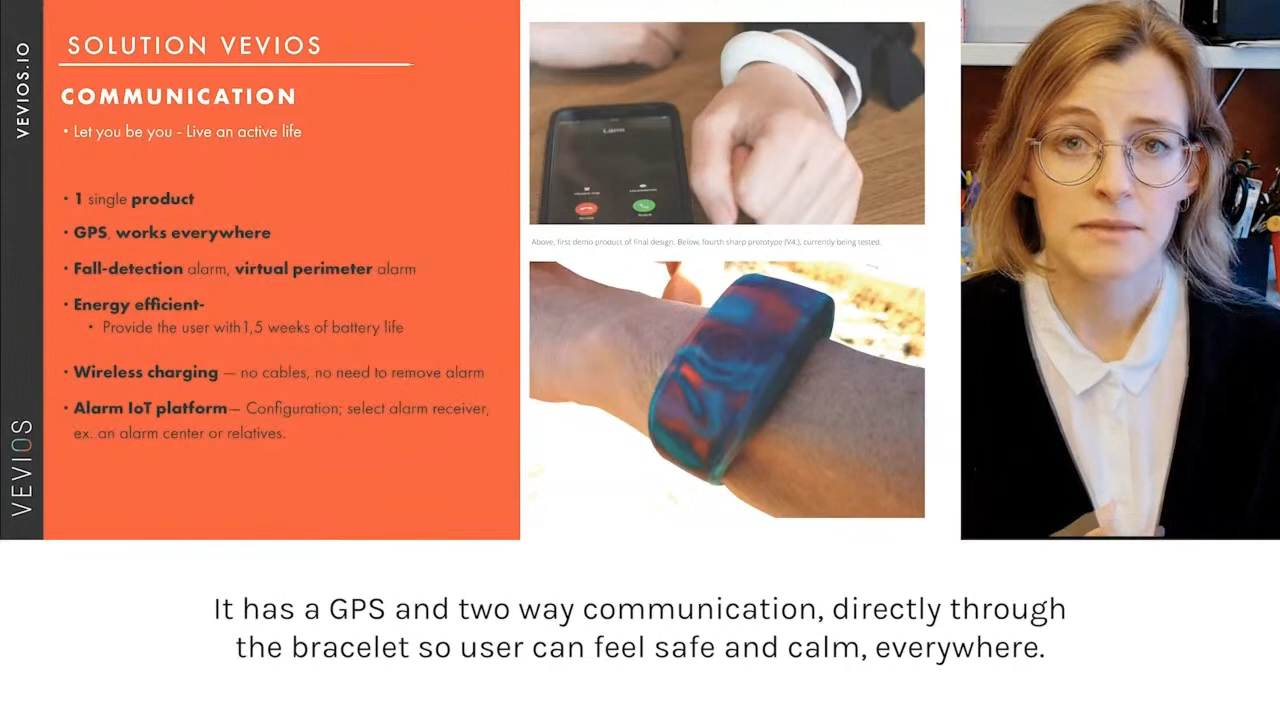 VEVIOS.IO
VEVIOS
SOLUTION VEVIOS
COMMUNICATION
• Let you be you - Live an active life
• 1 single product
• GPS, works everywhere
• Fall-detection alarm, virtual perimeter alarm
• Energy efficient-
• Provide the user with1,5 weeks of battery life
• Wireless charging — no cables, no need to remove alarm
• Alarm IoT platform— Configuration; select alarm receiver,
ex. an alarm center or relatives.
Above, first demo product of final design. Below, fourth sharp prototype (V4.), currently being tested.
It has a GPS and two way communication, directly through
the bracelet so user can feel safe and calm, everywhere.